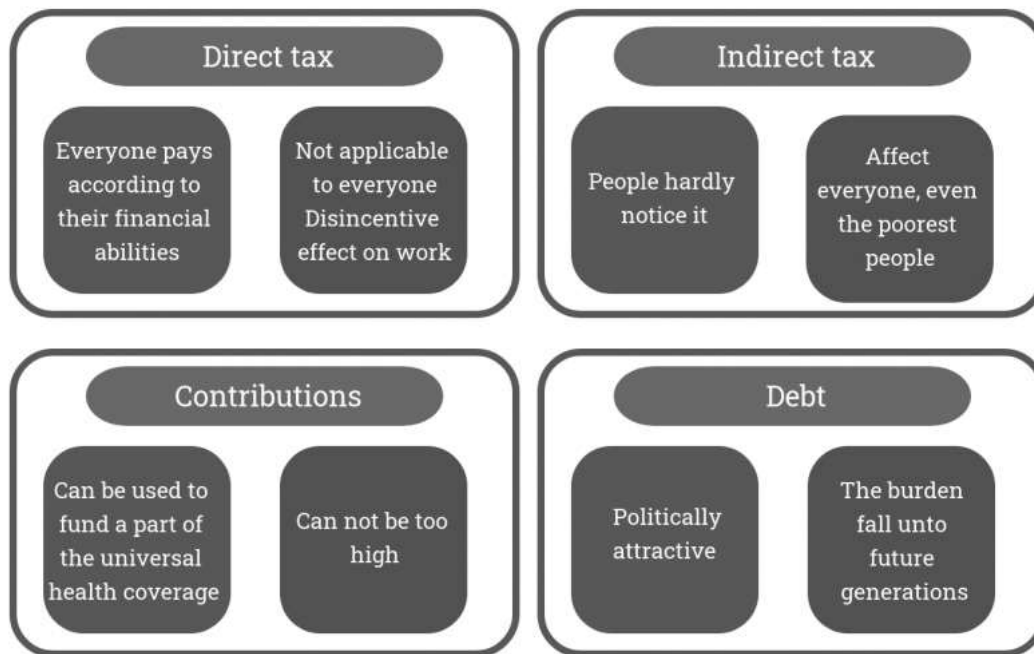 Direct tax
Everyone pays
according to
their financial
abilities
Not applicable
to everyone
Disincentive
effect on work
Indirect tax
People hardly
notice it
Affect
everyone, even
the poorest
people
Contributions
Can be used to
fund a part of
the universal
health coverage
Can not be too
high
Debt
Politically
attractive
The burden
fall unto
future
generations